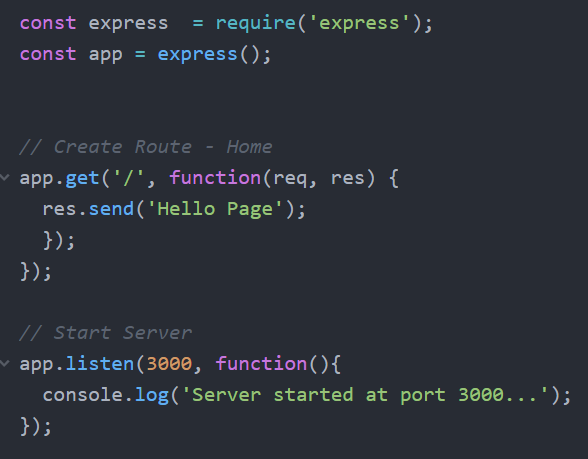 const express  = require('express');
const app = express();
// Create Route - Home
app.get('/', function(req, res) {
  res.send('Hello Page');
  });
});
// Start Server
app.listen(3000, function(){
  console.log('Server started at port 3000...');
});